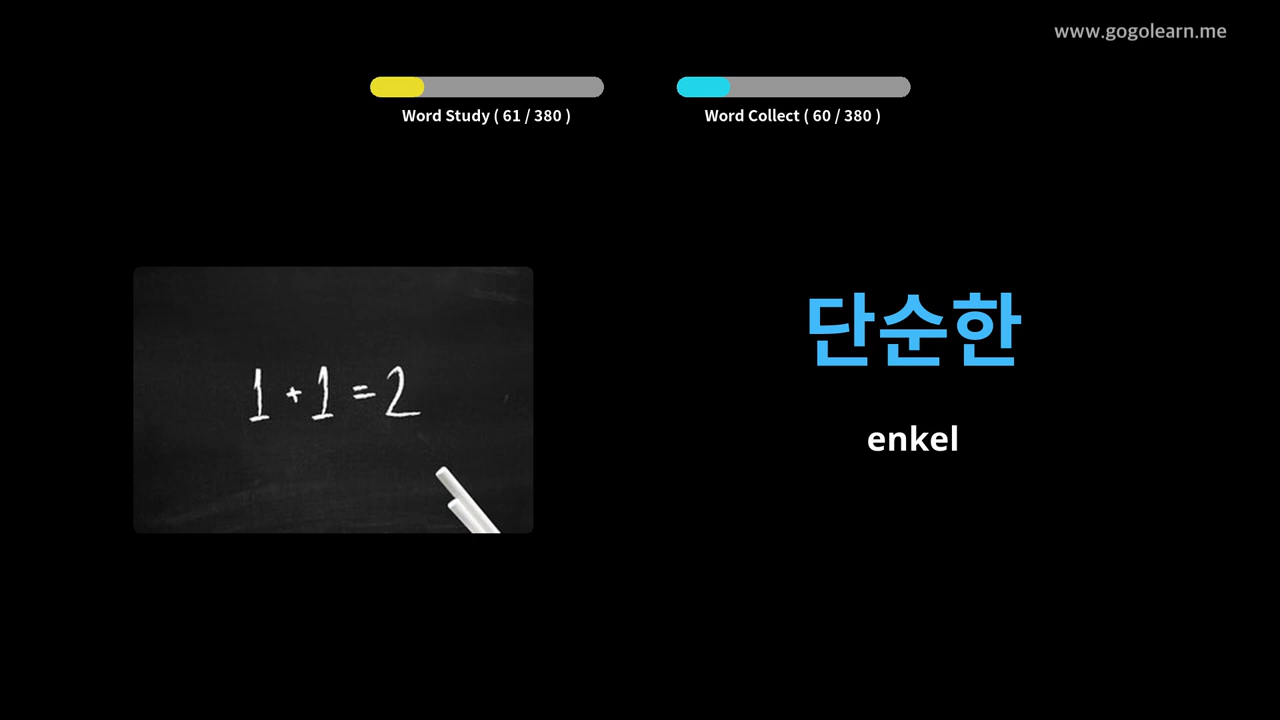 www.gogolearn.me
Word Study ( 61 / 380 )
Word Collect ( 60 / 380 )
1 + 1 = 2
단순한
enkel